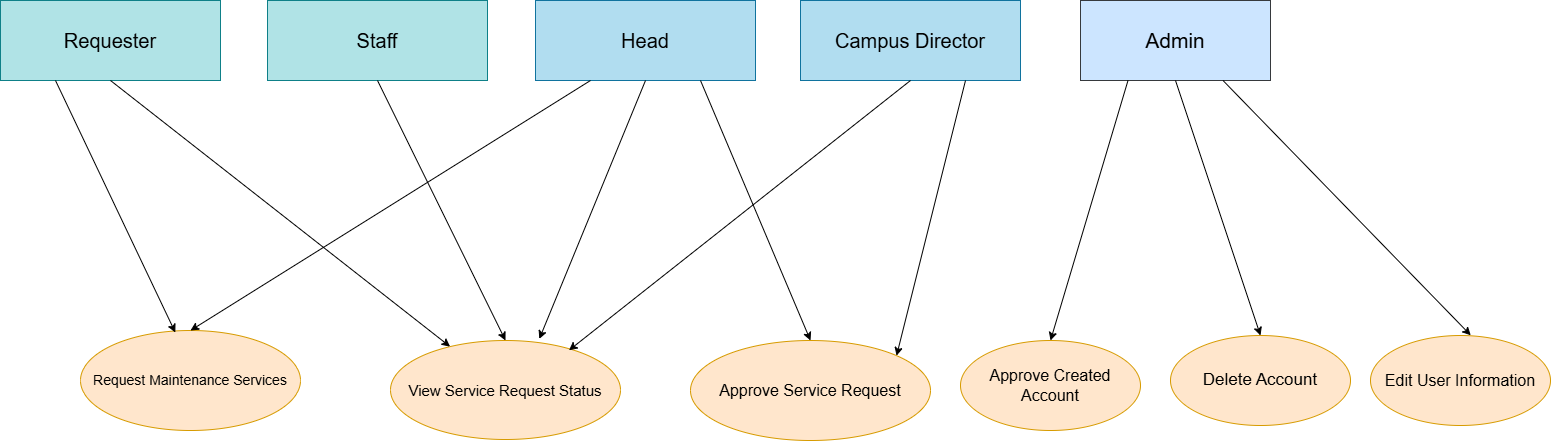 Requester
Staff
Head
Campus Director
Admin
Request Maintenance Services
View Service Request Status
Approve Service Request
Approve Created
Account
Delete Account
Edit User Information